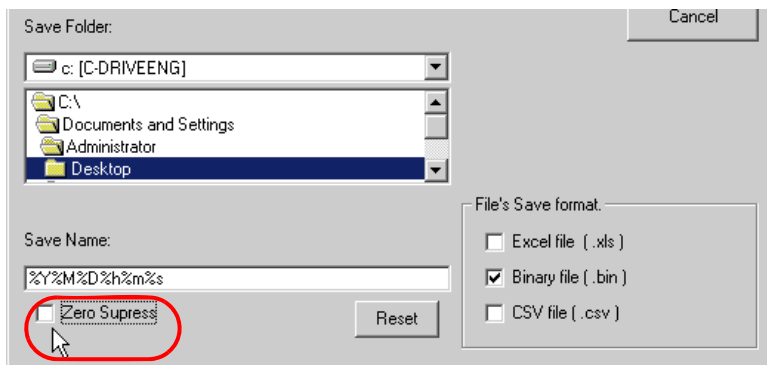 Save Folder:
Cancel
c: [C-DRIVEENG]
C:\
Documents and Settings
Administrator
Desktop
File's Save format.
Save Name:
Excel file ( .xls )
%Y%M%D%h%m%s
Binary file ( .bin )
Zero Supress
Reset
CSV file ( .csv )